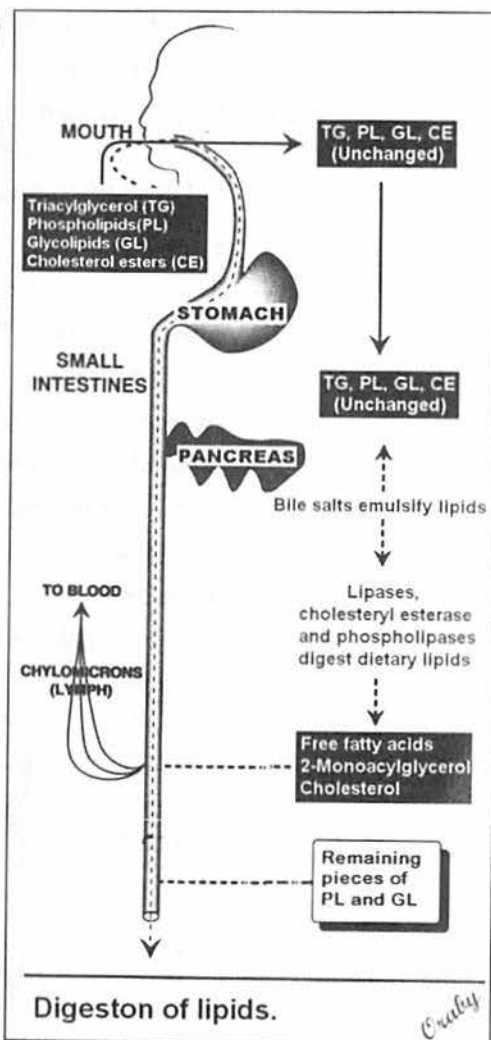 MOUTH
TG, PL, GL, CE
(Unchanged)
Triacylglycerol (TG)
Phospholipids(PL)
Glycolipids (GL)
Cholesterol esters (CE)
STOMACH
SMALL
INTESTINES
TG, PL, GL, CE
(Unchanged)
PANCREAS
Bile salts emulsify lipids
TO BLOOD
Lipases,
cholesteryl esterase
and phospholipases
digest dietary lipids
CHYLOMICRONS
(LYMPH)
Free fatty acids
2-Monoacylglycerol
Cholesterol
Remaining
pieces of
PL and GL
Digeston of lipids.
Oraby